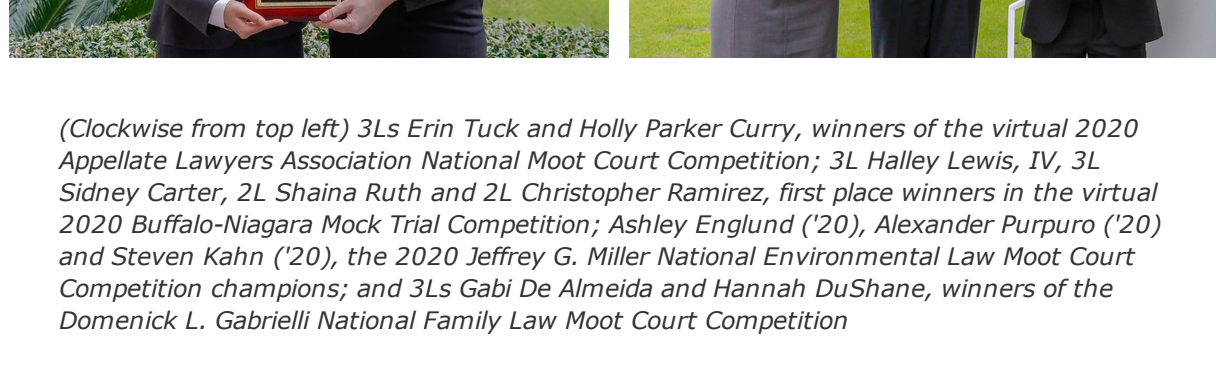 (Clockwise from top left) 3Ls Erin Tuck and Holly Parker Curry, winners of the virtual 2020
Appellate Lawyers Association National Moot Court Competition; 3L Halley Lewis, IV, 3L
Sidney Carter, 2L Shaina Ruth and 2L Christopher Ramirez, first place winners in the virtual
2020 Buffalo-Niagara Mock Trial Competition; Ashley Englund ('20), Alexander Purpuro ('20)
and Steven Kahn ('20), the 2020 Jeffrey G. Miller National Environmental Law Moot Court
Competition champions; and 3Ls Gabi De Almeida and Hannah DuShane, winners of the
Domenick L. Gabrielli National Family Law Moot Court Competition